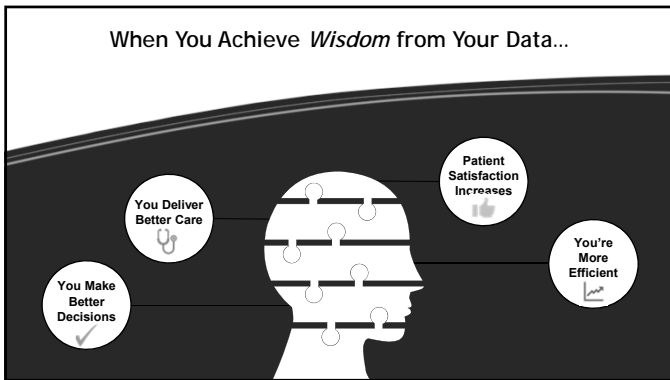 When You Achieve Wisdom from Your Data...
Patient
Satisfaction
Increases
You Deliver
Better Care
You're
More
Efficient
You Make
Better
Decisions